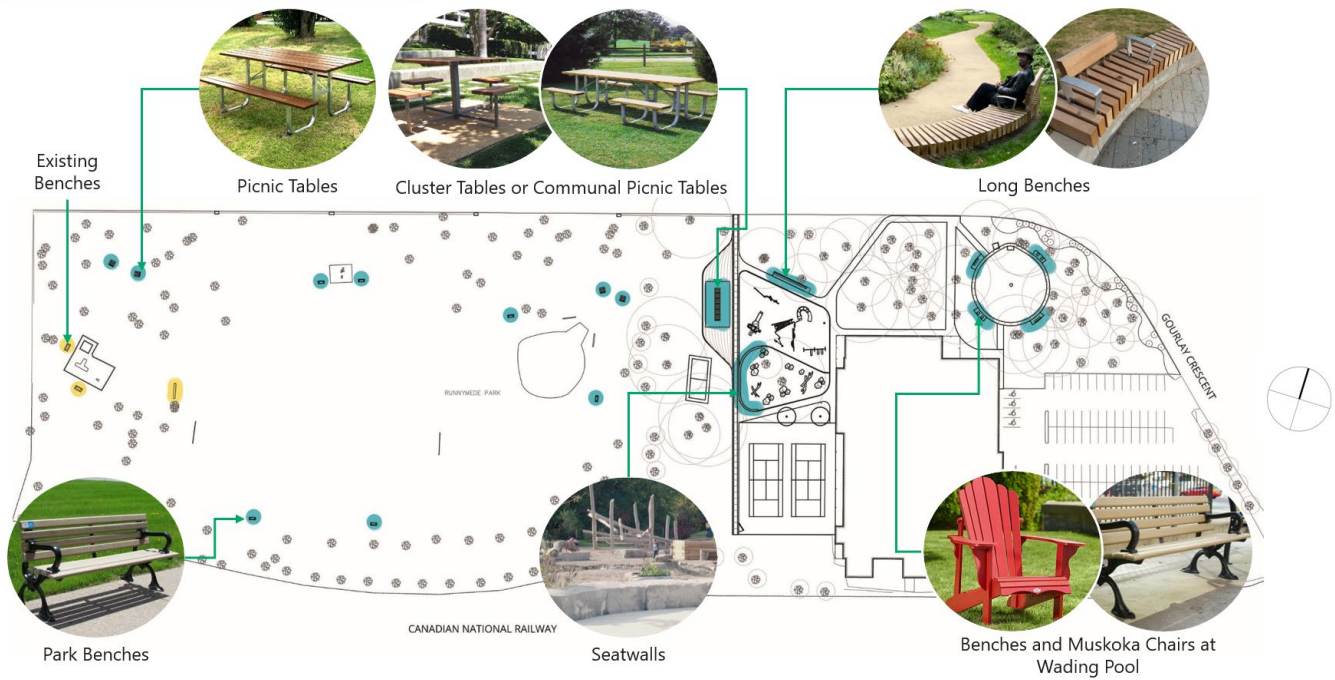 Existing
Benches
Picnic Tables
Cluster Tables or Communal Picnic Tables
Long Benches
RUNNYMEDE PARK
GOURLAY CRESCENT
CANADIAN NATIONAL RAILWAY
Park Benches
Seatwalls
Benches and Muskoka Chairs at
Wading Pool